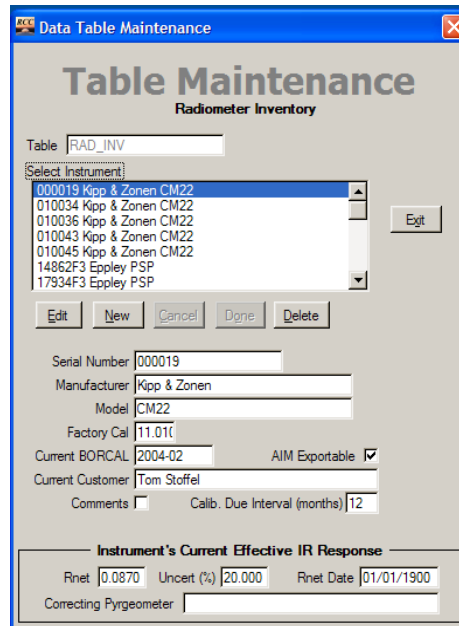 RCC Data Table Maintenance
Table Maintenance
Radiometer Inventory
Table RAD_INV
Select Instrument
000019 Kipp & Zonen CM22
010034 Kipp & Zonen CM22
010036 Kipp & Zonen CM22
010043 Kipp & Zonen CM22
010045 Kipp & Zonen CM22
14862F3 Eppley PSP
17934F3 Eppley PSP
Exit
Edit New Cancel Done Delete
Serial Number 000019
Manufacturer Kipp & Zonen
Model CM22
Factory Cal 11.010
Current BORCAL 2004-02 AIM Exportable
Current Customer Tom Stoffel
Comments Calib. Due Interval (months) 12
Instrument's Current Effective IR Response
Rnet 0.0870 Uncert (%) 20.000 Rnet Date 01/01/1900
Correcting Pyrgeometer